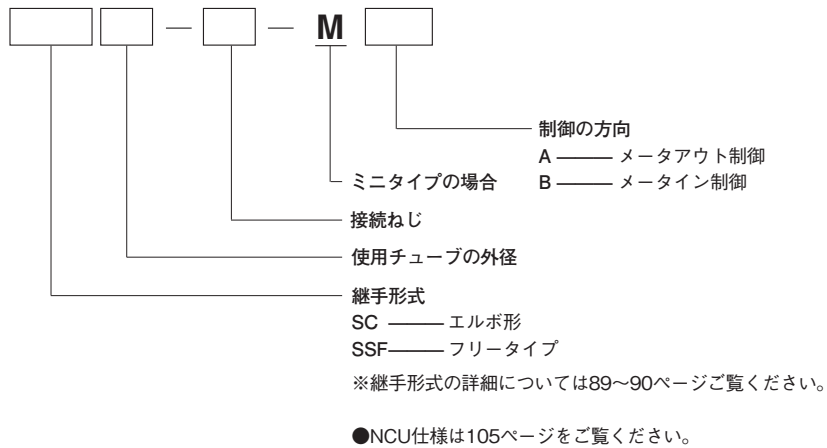 — — M
制御の方向
A ――― メータアウト制御
ミニタイプの場合
B ――― メータイン制御
接続ねじ
使用チューブの外径
継手形式
SC ――― エルボ形
SSF――― フリータイプ
※継手形式の詳細については89～90ページご覧ください。
●NCU仕様は105ページをご覧ください。